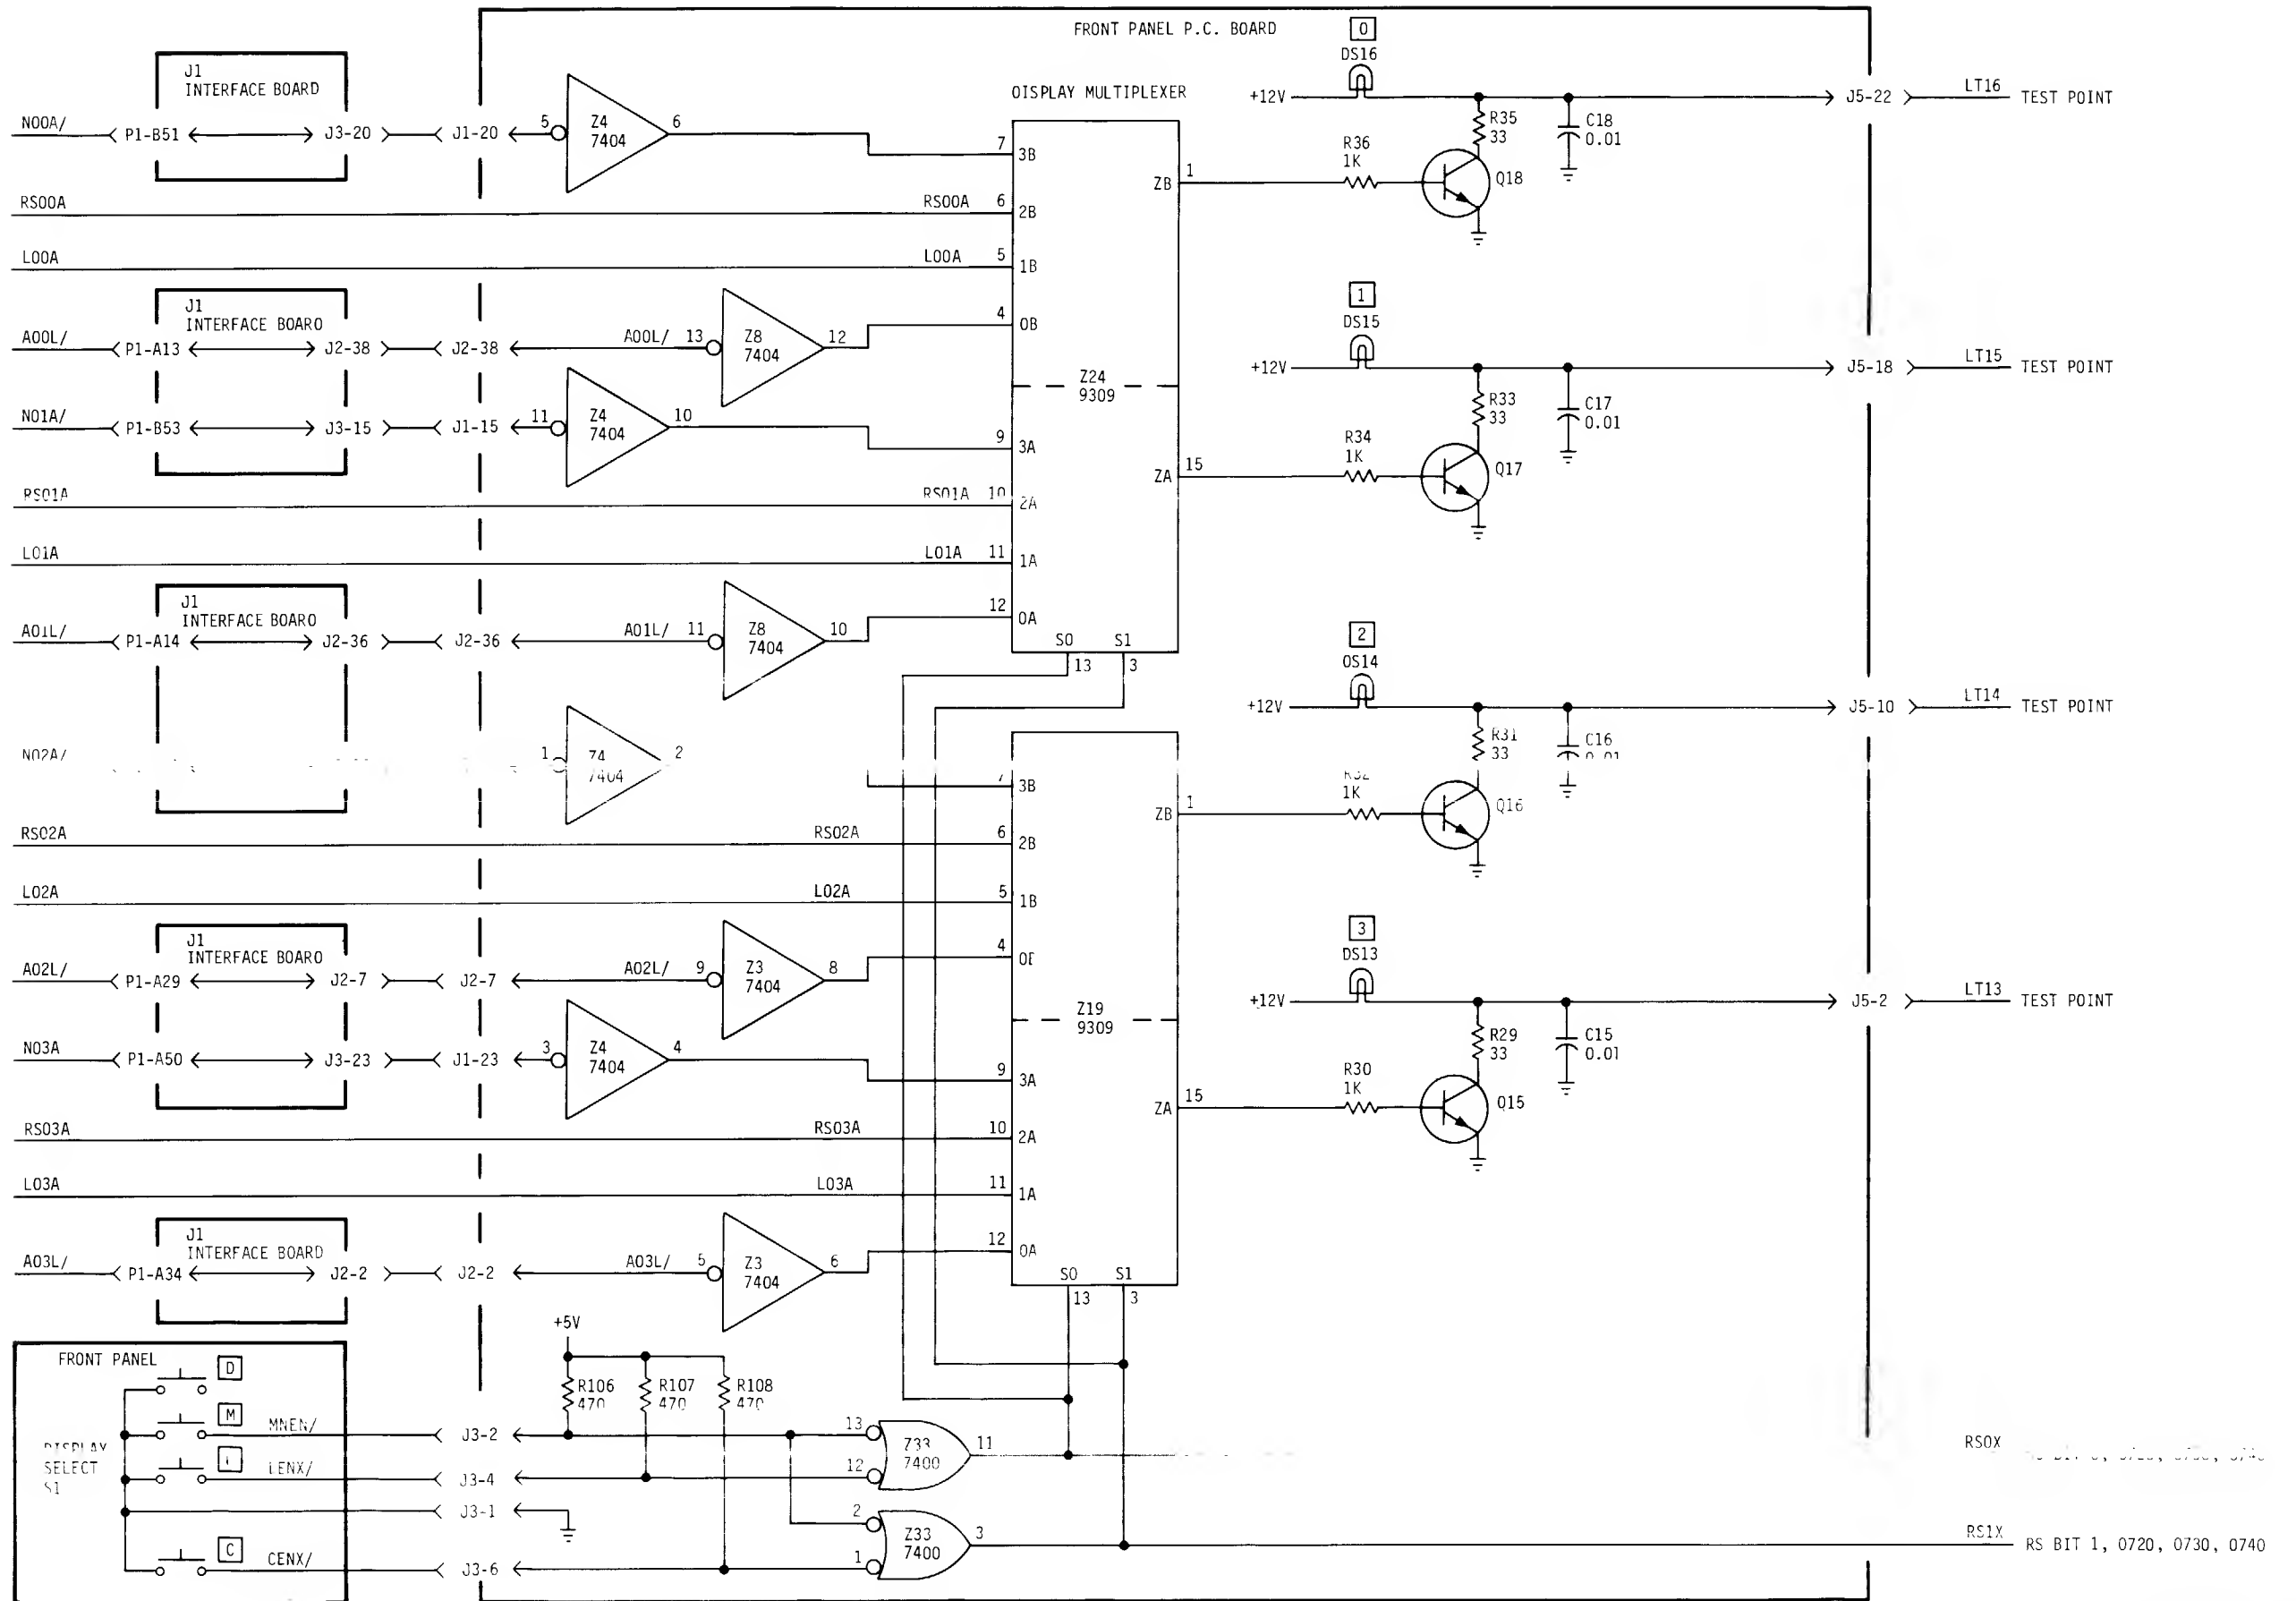 FRONT PANEL P.C. BOARD
0
DS16
J1
INTERFACE BOARD
OISPLAY MULTIPLEXER
+12V
J5-22
LT16
TEST POINT
N00A/
P1-B51
J3-20
J1-20
5
Z4
7404
6
7
3B
R35
33
C18
0.01
R36
1K
ZB
1
Q18
RS00A
RS00A
6
2B
L00A
L00A
5
1B
J1
INTERFACE BOARO
1
DS15
A00L/
P1-A13
J2-38
J2-38
A00L/
13
Z8
7404
12
4
0B
+12V
J5-18
LT15
TEST POINT
Z24
9309
R33
33
C17
0.01
N01A/
P1-B53
J3-15
J1-15
11
Z4
7404
10
9
3A
R34
1K
ZA
15
Q17
RS01A
RS01A
10
2A
L01A
L01A
11
1A
J1
INTERFACE BOARO
A01L/
P1-A14
J2-36
J2-36
A01L/
11
Z8
7404
10
12
0A
S0
S1
13
3
2
OS14
+12V
J5-10
LT14
TEST POINT
N02A/
1
7404
2
3B
R31
33
C16
1K
ZB
1
Q16
RS02A
RS02A
6
2B
L02A
L02A
5
1B
J1
INTERFACE BOARO
3
DS13
A02L/
P1-A29
J2-7
J2-7
A02L/
9
Z3
7404
8
4
+12V
J5-2
LT13
TEST POINT
Z19
9309
R29
33
C15
0.01
N03A
P1-A50
J3-23
J1-23
3
Z4
7404
4
9
3A
R30
1K
ZA
15
Q15
RS03A
RS03A
10
2A
L03A
L03A
11
1A
J1
INTERFACE BOARD
A03L/
P1-A34
J2-2
J2-2
A03L/
5
Z3
7404
6
12
0A
S0
S1
13
3
+5V
FRONT PANEL
D
R106
470
R107
470
R108
470
M
MNEN/
J3-2
13
Z33
7400
11
RS0X
DISPLAY
SELECT
S1
LENX/
J3-4
12
J3-1
2
Z33
7400
3
RS1X
RS BIT 1, 0720, 0730, 0740
C
CENX/
J3-6
1